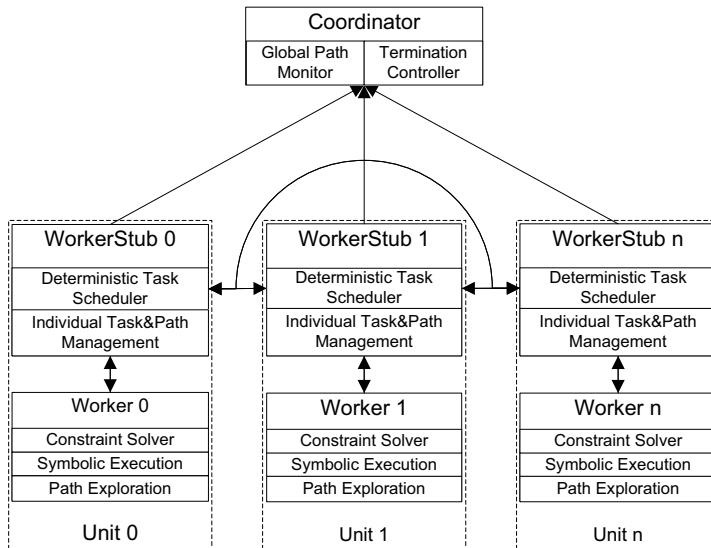 Coordinator
Global Path Monitor
Termination Controller
WorkerStub 0
Deterministic Task Scheduler
Individual Task&Path Management
Worker 0
Constraint Solver
Symbolic Execution
Path Exploration
Unit 0
WorkerStub 1
Deterministic Task Scheduler
Individual Task&Path Management
Worker 1
Constraint Solver
Symbolic Execution
Path Exploration
Unit 1
WorkerStub n
Deterministic Task Scheduler
Individual Task&Path Management
Worker n
Constraint Solver
Symbolic Execution
Path Exploration
Unit n